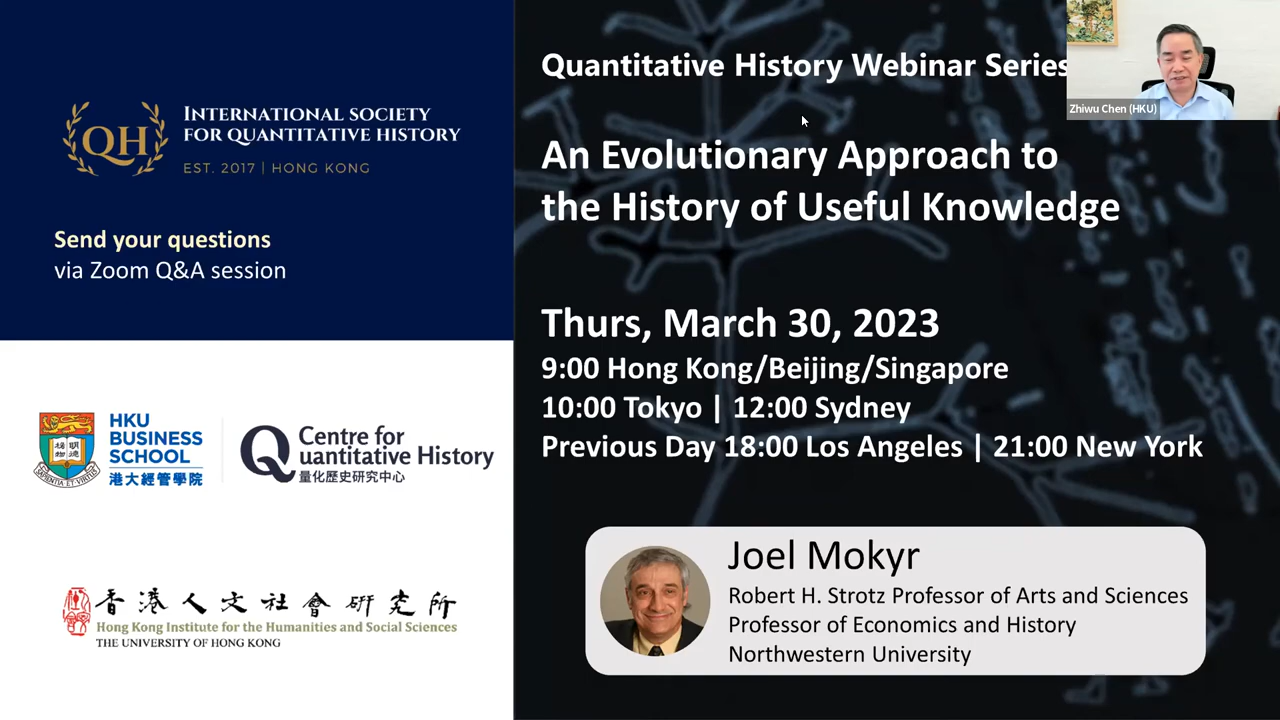 QH
INTERNATIONAL SOCIETY
FOR QUANTITATIVE HISTORY
EST. 2017 | HONG KONG
Send your questions
via Zoom Q&A session
HKU
BUSINESS
SCHOOL
港大經管學院
SAPIENTIA ET VIRTUS
Centre for
Quantitative History
量化歷史研究中心
香港人文社會研究所
Hong Kong Institute for the Humanities and Social Sciences
THE UNIVERSITY OF HONG KONG
Quantitative History Webinar Series
Zhiwu Chen (HKU)
An Evolutionary Approach to
the History of Useful Knowledge
Thurs, March 30, 2023
9:00 Hong Kong/Beijing/Singapore
10:00 Tokyo | 12:00 Sydney
Previous Day 18:00 Los Angeles | 21:00 New York
Joel Mokyr
Robert H. Strotz Professor of Arts and Sciences
Professor of Economics and History
Northwestern University